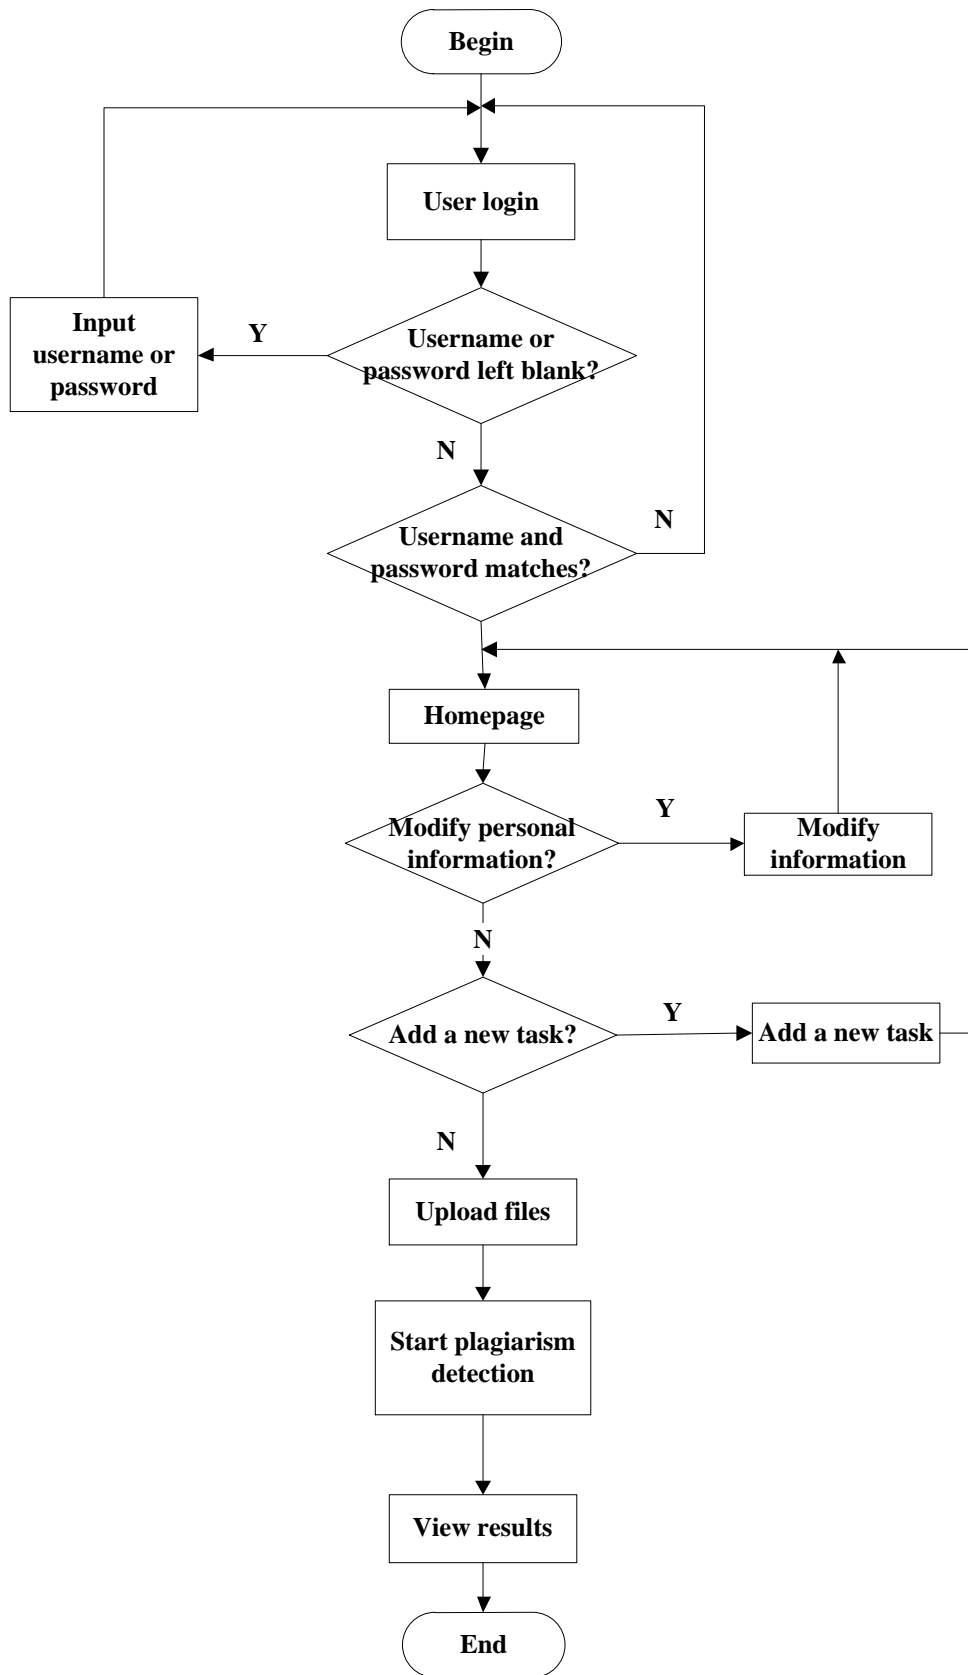 Begin
User login
Input
username or
password
Y
Username or
password left blank?
N
Username and
password matches?
N
Homepage
Modify personal
information?
Y
Modify
information
N
Add a new task?
Y
Add a new task
N
Upload files
Start plagiarism
detection
View results
End